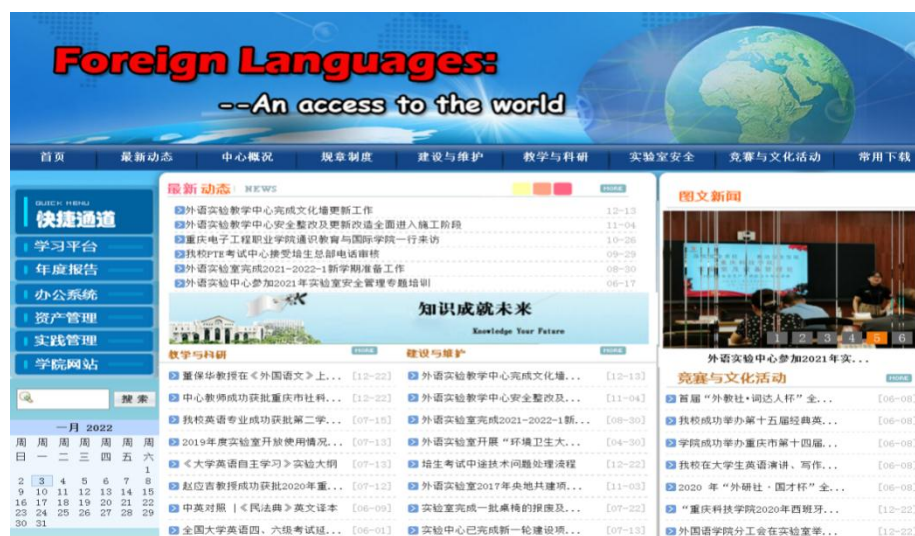 Foreign Languages:
--An access to the world
首页 最新动态 中心概况 规章制度 建设与维护 教学与科研 实验室安全 竞赛与文化活动 常用下载
QUICK MENU
快捷通道
学习平台
年度报告
办公系统
资产管理
实践管理
学院网站
搜索
一月 2022
周日 周一 周二 周三 周四 周五 周六
1
2 3 4 5 6 7 8
9 10 11 12 13 14 15
16 17 18 19 20 21 22
23 24 25 26 27 28 29
30 31
最新动态 NEWS MORE
外语实验教学中心完成文化墙更新工作 12-13
外语实验教学中心安全整改及更新改造全面进入施工阶段 11-04
重庆电子工程职业学院通识教育与国际学院一行来访 10-26
我校PTE考试中心接受培生总部电话审核 09-29
外语实验室完成2021-2022-1新学期准备工作 08-30
外语实验中心参加2021年实验室安全管理专题培训 06-17
知识成就未来
Knowledge Your Future
教学与科研 MORE
董保华教授在《外国语文》上... [12-22]
中心教师成功获批重庆市社科... [12-22]
我校英语专业成功获批第二学... [07-15]
2019年度实验室开放使用情况... [07-13]
《大学英语自主学习》实验大纲 [07-13]
赵应吉教授成功获批2020年重... [07-12]
中英对照 |《民法典》英文译本 [06-09]
全国大学英语四、六级考试延... [06-01]
建设与维护 MORE
外语实验教学中心完成文化墙... [12-13]
外语实验教学中心安全整改及... [11-04]
外语实验室完成2021-2022-1新... [08-30]
外语实验室开展“环境卫生大... [04-30]
培生考试中途技术问题处理流程 [12-22]
外语实验室2017年央地共建项... [11-03]
实验室完成一批桌椅的报废及... [07-22]
实验中心已完成新一轮建设项... [07-13]
图文新闻
1 2 3 4 5 6
外语实验中心参加2021年实...
竞赛与文化活动 MORE
首届“外教社·词达人杯”全... [06-08]
我校成功举办第十五届经典英... [06-08]
学院成功举办重庆市第十四届... [06-08]
我校在大学生英语演讲、写作... [06-08]
2020 年“外研社·国才杯”全... [06-08]
“重庆科技学院2020年西班牙... [12-22]
外国语学院分工会在实验室举... [12-22]